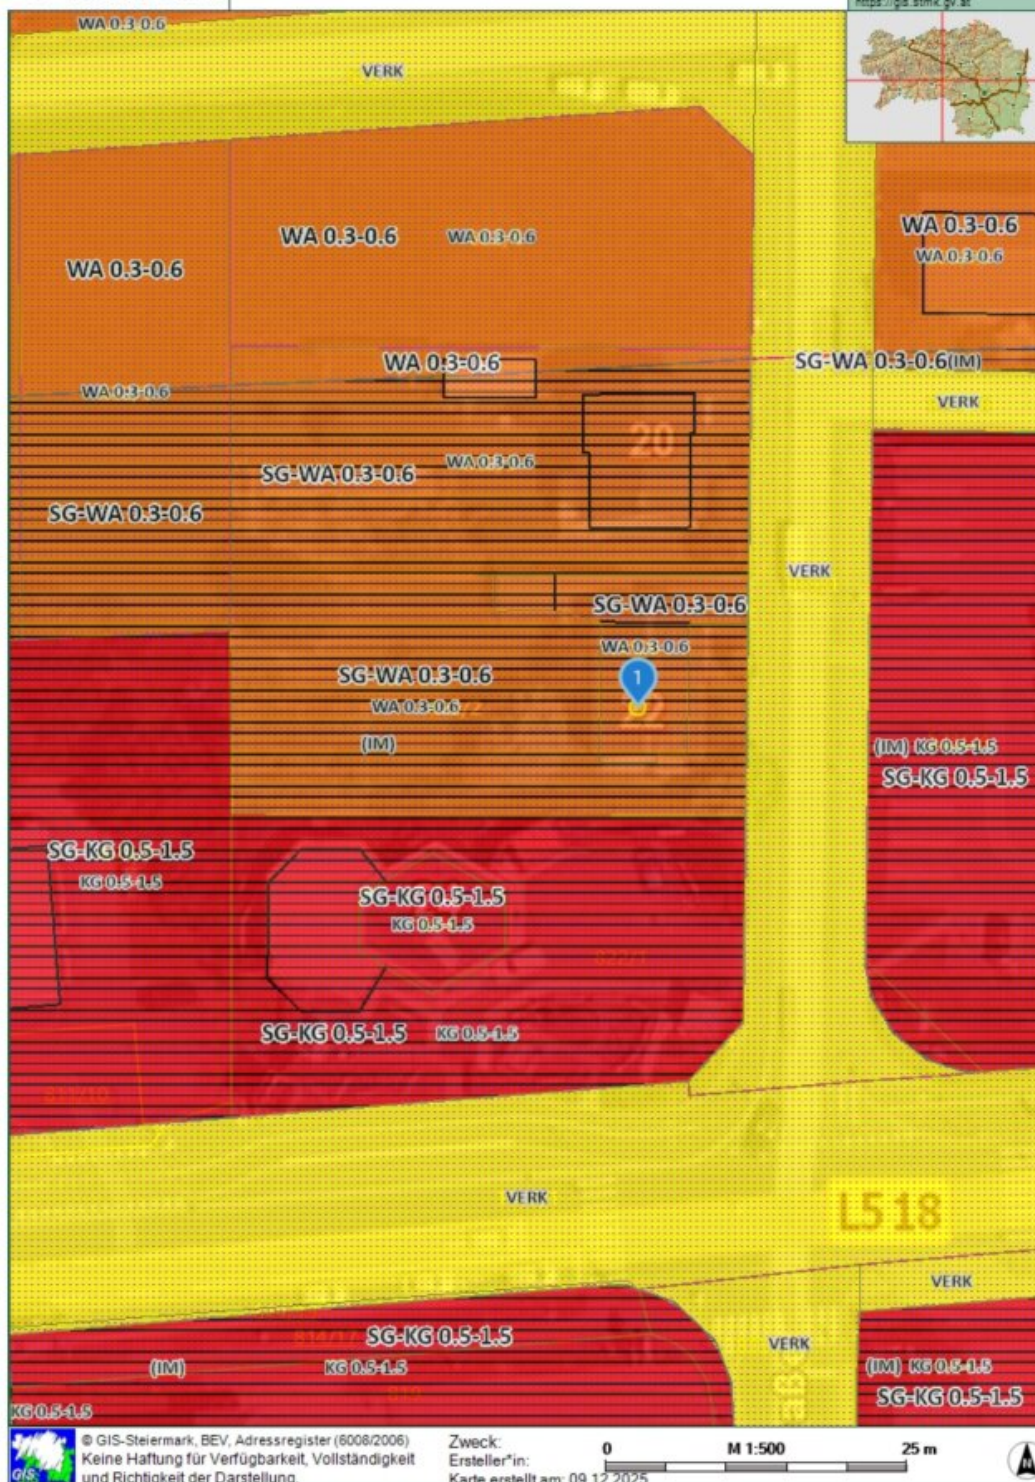 https://gis.stmk.gv.at
WA 0.3-0.6
VERK
WA 0.3-0.6
WA 0.3-0.6
WA 0.3-0.6
WA 0.3-0.6
WA 0.3-0.6
WA 0.3-0.6
SG-WA 0.3-0.6(IM)
WA 0.3-0.6
VERK
20
SG-WA 0.3-0.6
WA 0.3-0.6
SG-WA 0.3-0.6
VERK
SG-WA 0.3-0.6
WA 0.3-0.6
SG-WA 0.3-0.6
1
WA 0.3-0.6
22
(IM)
(IM) KG 0.5-1.5
SG-KG 0.5-1.5
SG-KG 0.5-1.5
KG 0.5-1.5
SG-KG 0.5-1.5
KG 0.5-1.5
SG-KG 0.5-1.5
KG 0.5-1.5
VERK
L518
VERK
SG-KG 0.5-1.5
VERK
(IM)
KG 0.5-1.5
(IM) KG 0.5-1.5
SG-KG 0.5-1.5
KG 0.5-1.5
GIS
© GIS-Steiermark, BEV, Adressregister (6008/2006)
Keine Haftung für Verfügbarkeit, Vollständigkeit
und Richtigkeit der Darstellung.
Zweck:
Ersteller*in:
Karte erstellt am: 09.12.2025
0 M 1:500 25 m